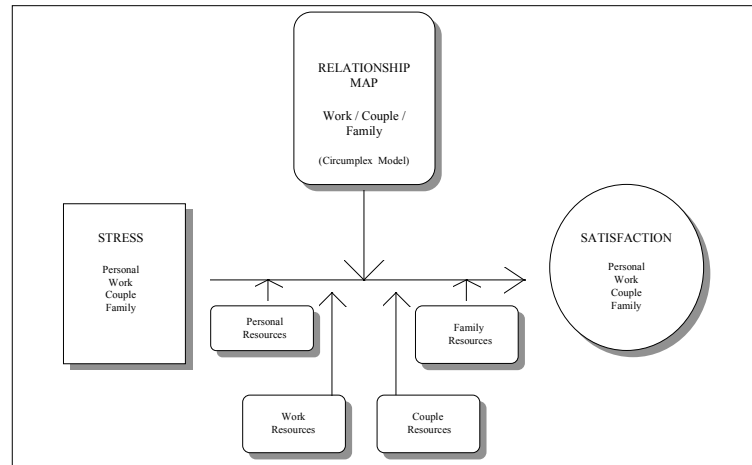 RELATIONSHIP
MAP
Work / Couple /
Family
(Circumplex Model)
STRESS
Personal
Work
Couple
Family
SATISFACTION
Personal
Work
Couple
Family
Personal
Resources
Family
Resources
Work
Resources
Couple
Resources